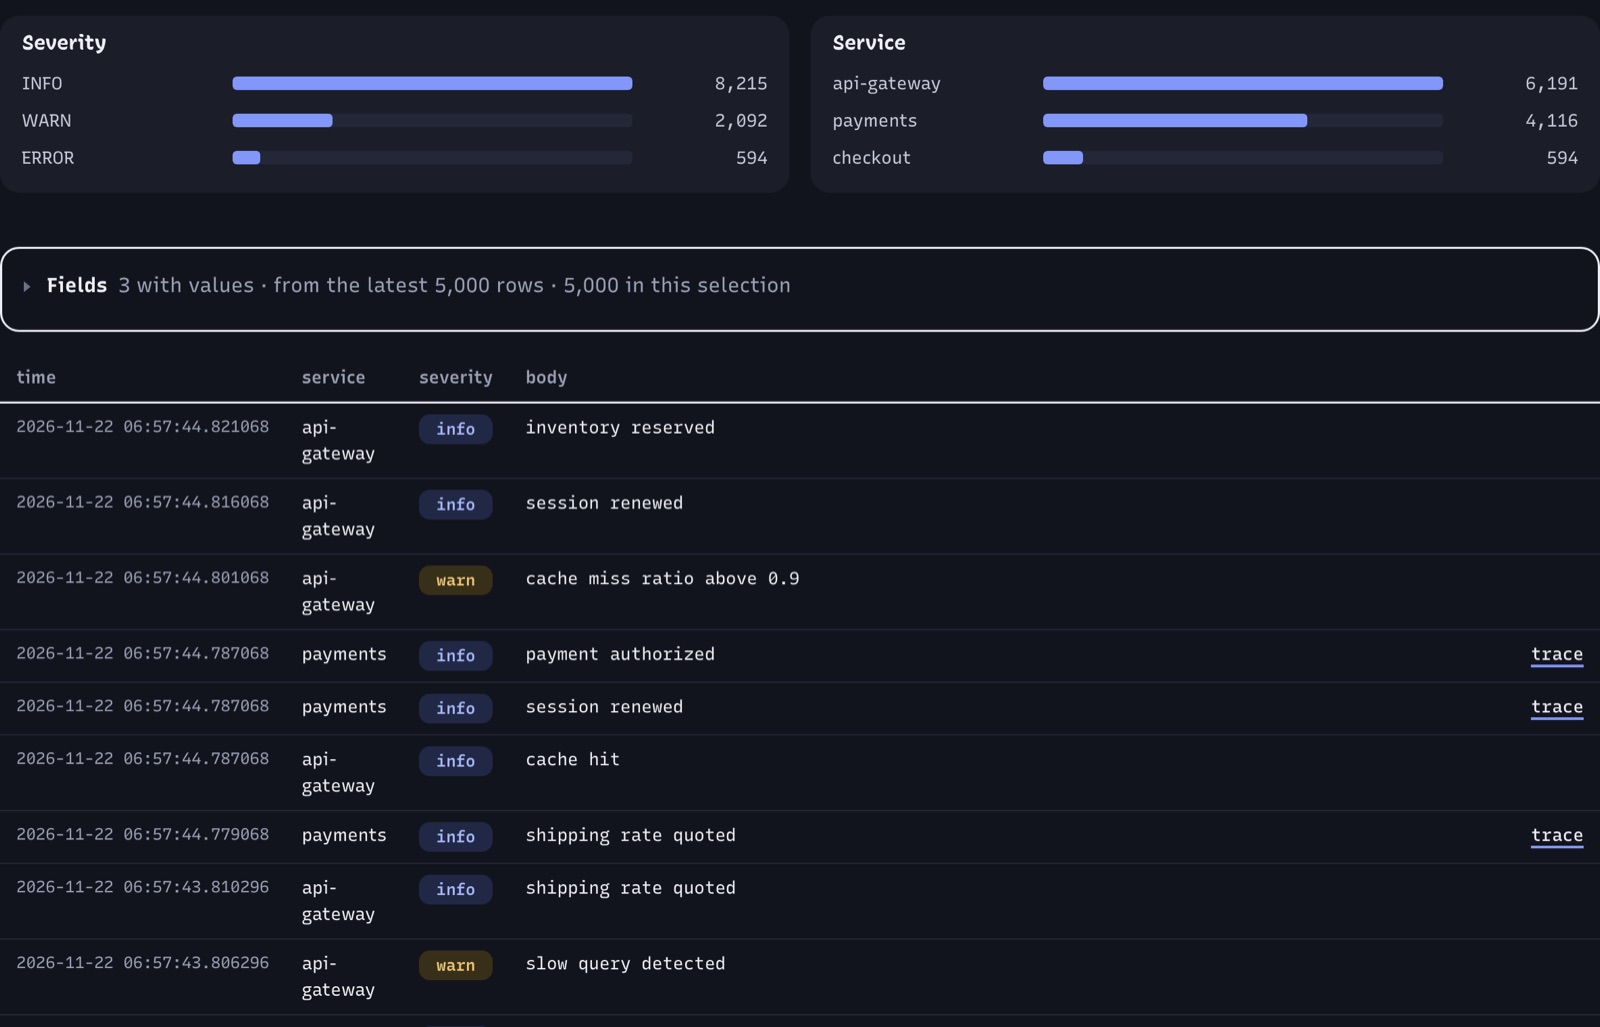 Severity
INFO 8,215
WARN 2,092
ERROR 594
Service
api-gateway 6,191
payments 4,116
checkout 594
Fields 3 with values · from the latest 5,000 rows · 5,000 in this selection
time service severity body
2026-11-22 06:57:44.821068 api-gateway info inventory reserved
2026-11-22 06:57:44.816068 api-gateway info session renewed
2026-11-22 06:57:44.801068 api-gateway warn cache miss ratio above 0.9
2026-11-22 06:57:44.787068 payments info payment authorized trace
2026-11-22 06:57:44.787068 payments info session renewed trace
2026-11-22 06:57:44.787068 api-gateway info cache hit
2026-11-22 06:57:44.779068 payments info shipping rate quoted trace
2026-11-22 06:57:43.810296 api-gateway info shipping rate quoted
2026-11-22 06:57:43.806296 api-gateway warn slow query detected